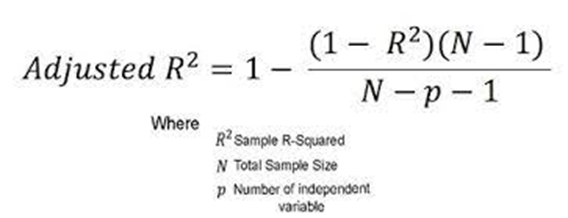 Adjusted R² = 1 − (1 − R²)(N − 1) / N − p − 1
Where
R² Sample R-Squared
N Total Sample Size
p Number of independent
variable